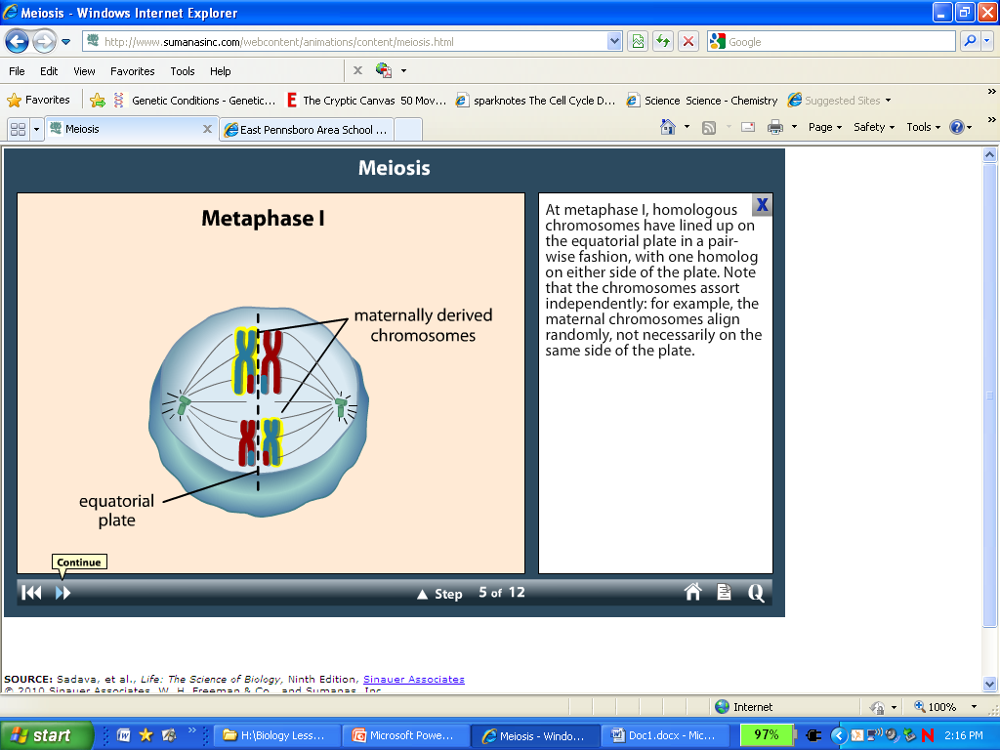 Meiosis - Windows Internet Explorer
http://www.sumanasinc.com/webcontent/animations/content/meiosis.html
Google
File Edit View Favorites Tools Help
X
Favorites
Genetic Conditions - Genetic...
E The Cryptic Canvas 50 Mov...
sparknotes The Cell Cycle D...
Science Science - Chemistry
Suggested Sites
»
Meiosis
East Pennsboro Area School ...
Page Safety Tools
»
Meiosis
Metaphase I
maternally derived
chromosomes
equatorial
plate
X
At metaphase I, homologous
chromosomes have lined up on
the equatorial plate in a pair-
wise fashion, with one homolog
on either side of the plate. Note
that the chromosomes assort
independently: for example, the
maternal chromosomes align
randomly, not necessarily on the
same side of the plate.
Continue
Step 5 of 12
Q
SOURCE: Sadava, et al., Life: The Science of Biology, Ninth Edition, Sinauer Associates
© 2010 Sinauer Associates, W. H. Freeman & Co., and Sumanas, Inc.
Internet
100%
start
»
H:\Biology Less...
Microsoft Powe...
Meiosis - Windo...
Doc1.docx - Mic...
97%
2:16 PM